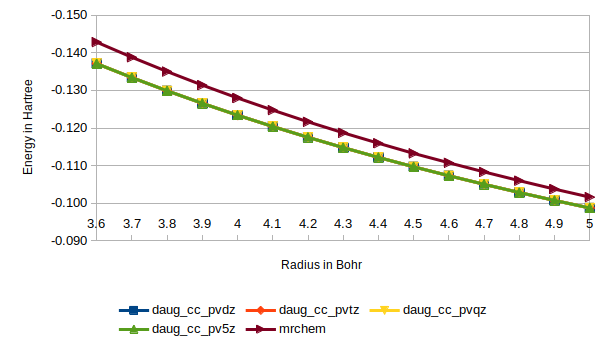 -0.150
-0.140
-0.130
-0.120
-0.110
-0.100
-0.090
Energy in Hartree
3.6 3.7 3.8 3.9 4 4.1 4.2 4.3 4.4 4.5 4.6 4.7 4.8 4.9 5
Radius in Bohr
daug_cc_pvdz daug_cc_pvtz daug_cc_pvqz
daug_cc_pv5z mrchem